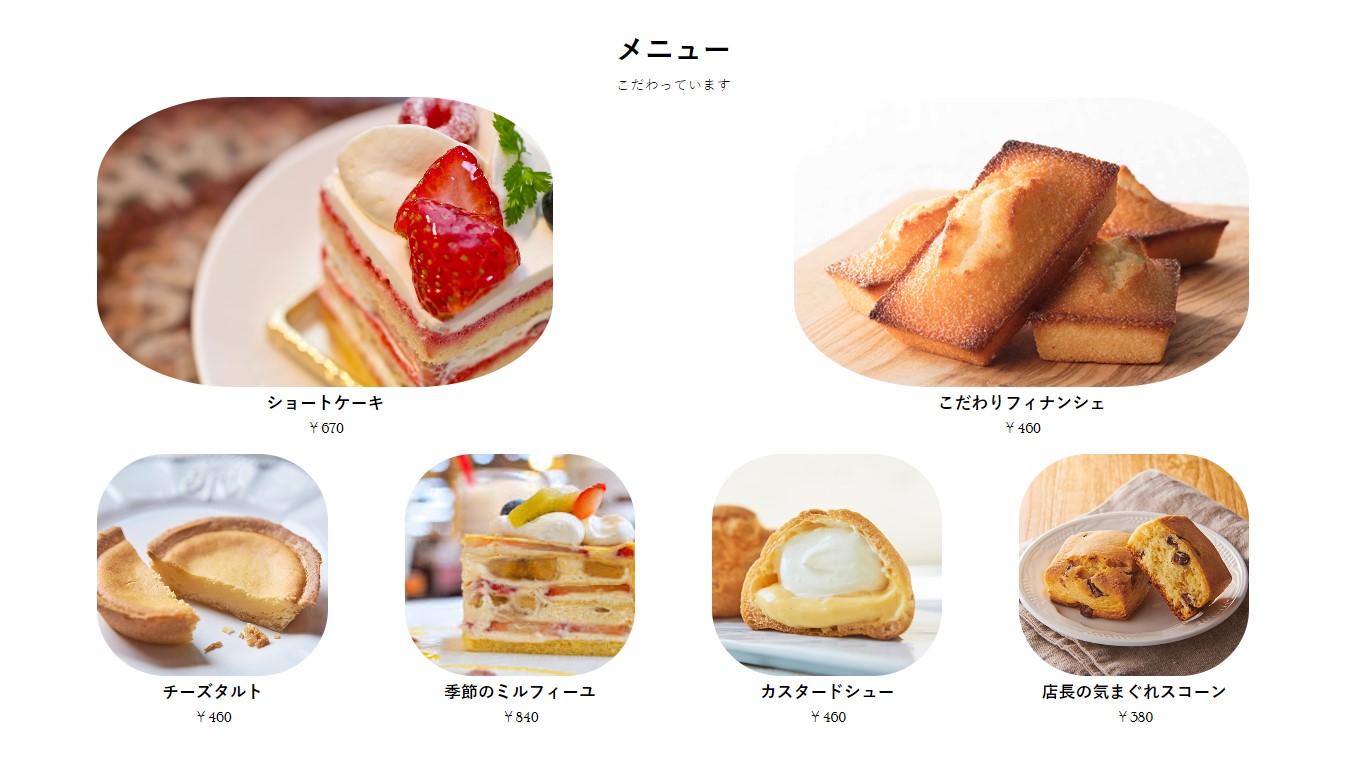 メニュー
こだわっています
ショートケーキ
￥670
こだわりフィナンシェ
￥460
チーズタルト
￥460
季節のミルフィーユ
￥840
カスタードシュー
￥460
店長の気まぐれスコーン
￥380